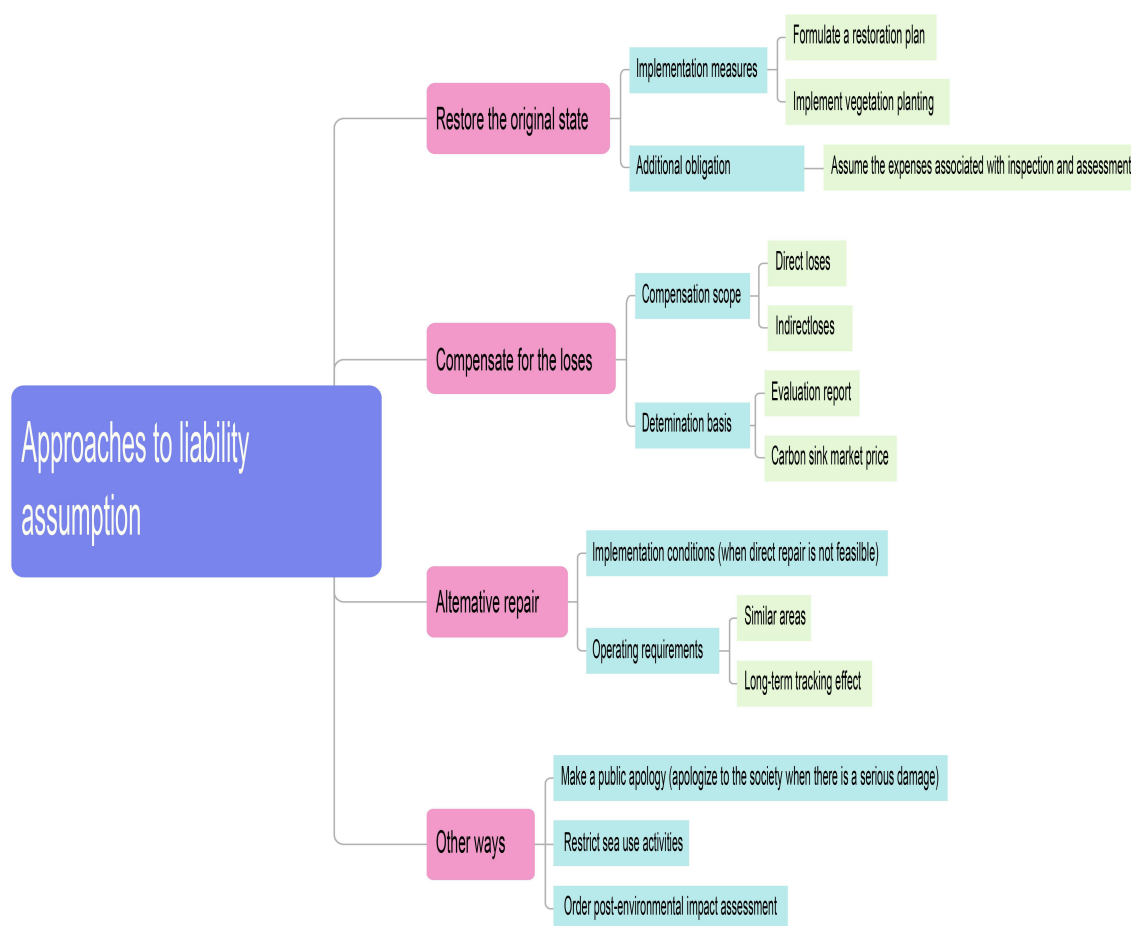 Approaches to liability
assumption
Restore the original state
Implementation measures
Formulate a restoration plan
Implement vegetation planting
Additional obligation
Assume the expenses associated with inspection and assessment
Compensate for the loses
Compensation scope
Direct loses
Indirectloses
Detemination basis
Evaluation report
Carbon sink market price
Altemative repair
Implementation conditions (when direct repair is not feasilble)
Operating requirements
Similar areas
Long-term tracking effect
Other ways
Make a public apology (apologize to the society when there is a serious damage)
Restrict sea use activities
Order post-environmental impact assessment